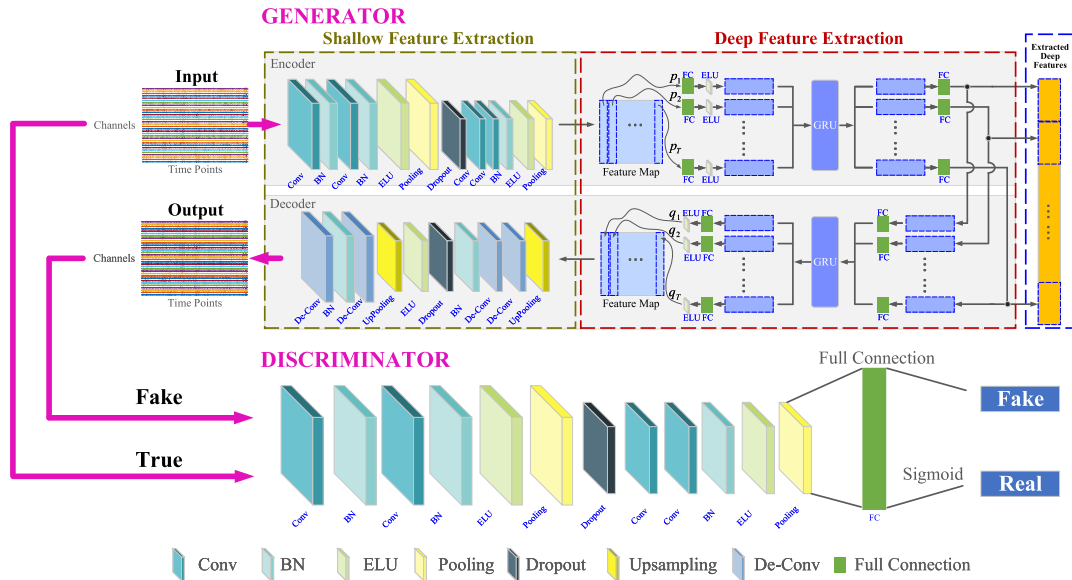 GENERATOR
Shallow Feature Extraction
Deep Feature Extraction
Extracted
Deep
Features
Encoder
Input
Channels
Time Points
Conv
BN
Conv
BN
ELU
Pooling
Dropout
Conv
Conv
BN
ELU
Pooling
Feature Map
p1
p2
pT
FC
ELU
FC
ELU
FC
ELU
GRU
FC
FC
FC
Decoder
Output
Channels
Time Points
De-Conv
BN
De-Conv
UpPooling
ELU
Dropout
BN
De-Conv
De-Conv
UpPooling
Feature Map
q1
q2
qT
ELU
FC
ELU
FC
ELU
FC
GRU
FC
FC
FC
DISCRIMINATOR
Fake
True
Conv
BN
Conv
BN
ELU
Pooling
Dropout
Conv
Conv
BN
ELU
Pooling
Full Connection
FC
Sigmoid
Fake
Real
Conv
BN
ELU
Pooling
Dropout
Upsampling
De-Conv
Full Connection